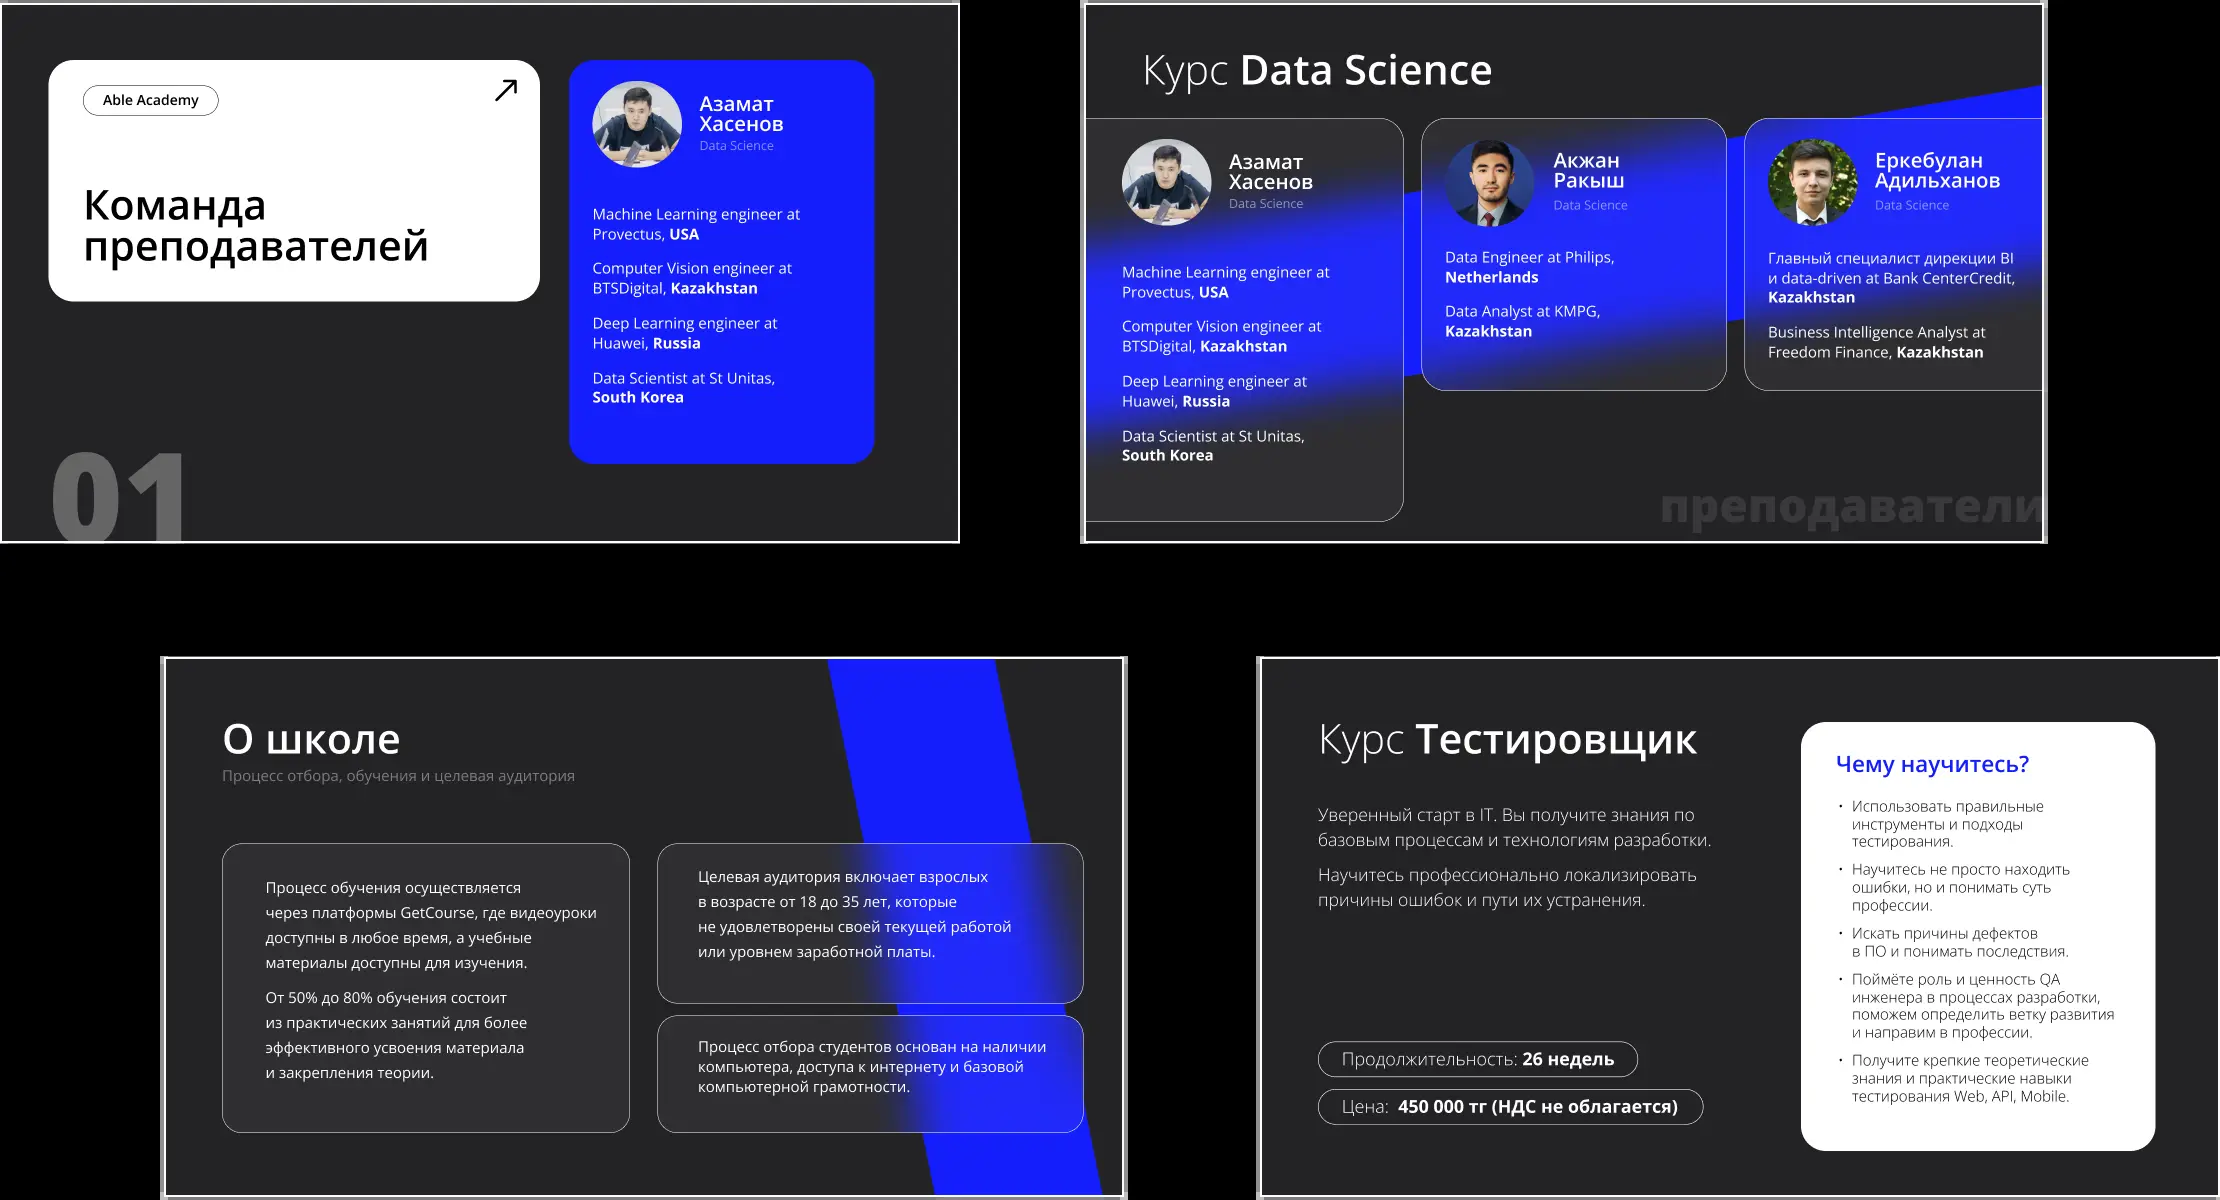 Able Academy
Команда
преподавателей
01
Азамат
Хасенов
Data Science
Machine Learning engineer at
Provectus, USA
Computer Vision engineer at
BTSDigital, Kazakhstan
Deep Learning engineer at
Huawei, Russia
Data Scientist at St Unitas,
South Korea
Курс Data Science
Азамат
Хасенов
Data Science
Machine Learning engineer at
Provectus, USA
Computer Vision engineer at
BTSDigital, Kazakhstan
Deep Learning engineer at
Huawei, Russia
Data Scientist at St Unitas,
South Korea
Акжан
Ракыш
Data Science
Data Engineer at Philips,
Netherlands
Data Analyst at KMPG,
Kazakhstan
Еркебулан
Адильханов
Data Science
Главный специалист дирекции BI
и data-driven at Bank CenterCredit,
Kazakhstan
Business Intelligence Analyst at
Freedom Finance, Kazakhstan
преподаватели
О школе
Процесс отбора, обучения и целевая аудитория
Процесс обучения осуществляется
через платформы GetCourse, где видеоуроки
доступны в любое время, а учебные
материалы доступны для изучения.
От 50% до 80% обучения состоит
из практических занятий для более
эффективного усвоения материала
и закрепления теории.
Целевая аудитория включает взрослых
в возрасте от 18 до 35 лет, которые
не удовлетворены своей текущей работой
или уровнем заработной платы.
Процесс отбора студентов основан на наличии
компьютера, доступа к интернету и базовой
компьютерной грамотности.
Курс Тестировщик
Уверенный старт в IT. Вы получите знания по
базовым процессам и технологиям разработки.
Научитесь профессионально локализировать
причины ошибок и пути их устранения.
Продолжительность: 26 недель
Цена: 450 000 тг (НДС не облагается)
Чему научитесь?
• Использовать правильные
инструменты и подходы
тестирования.
• Научитесь не просто находить
ошибки, но и понимать суть
профессии.
• Искать причины дефектов
в ПО и понимать последствия.
• Поймёте роль и ценность QA
инженера в процессах разработки,
поможем определить ветку развития
и направим в профессии.
• Получите крепкие теоретические
знания и практические навыки
тестирования Web, API, Mobile.